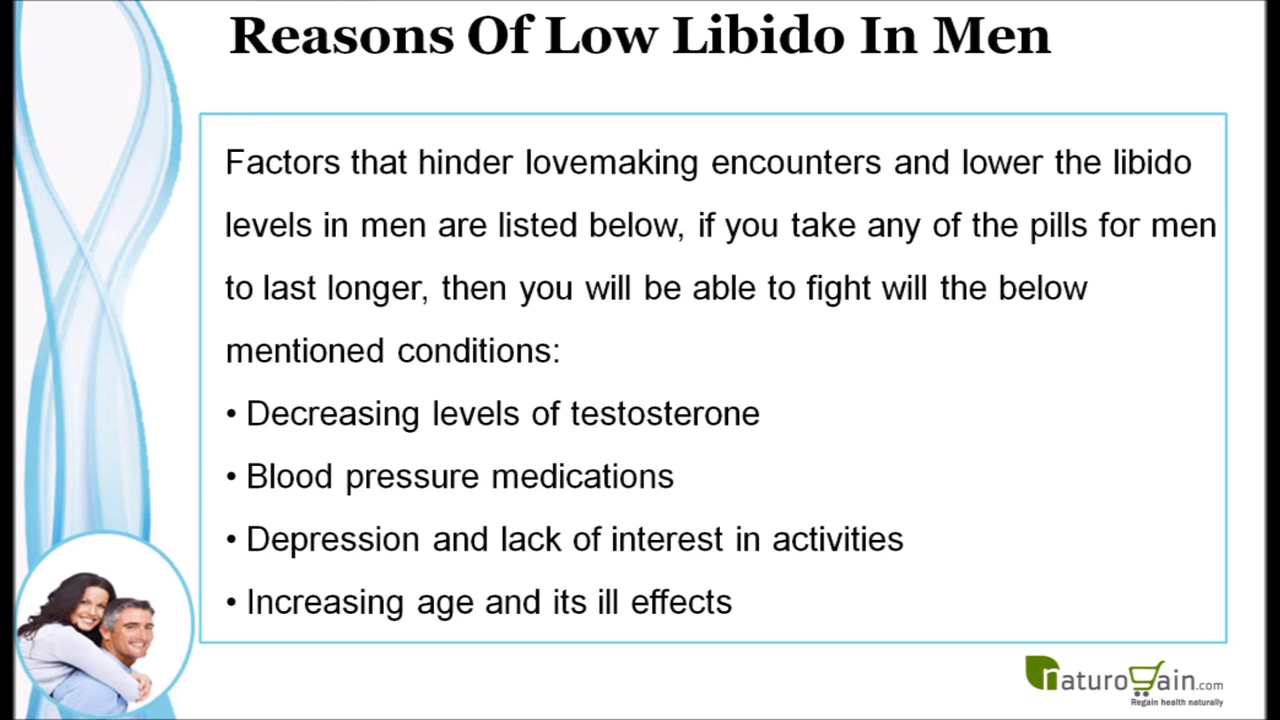 Reasons Of Low Libido In Men
Factors that hinder lovemaking encounters and lower the libido
levels in men are listed below, if you take any of the pills for men
to last longer, then you will be able to fight will the below
mentioned conditions:
• Decreasing levels of testosterone
• Blood pressure medications
• Depression and lack of interest in activities
• Increasing age and its ill effects
naturogain.com
Regain health naturally